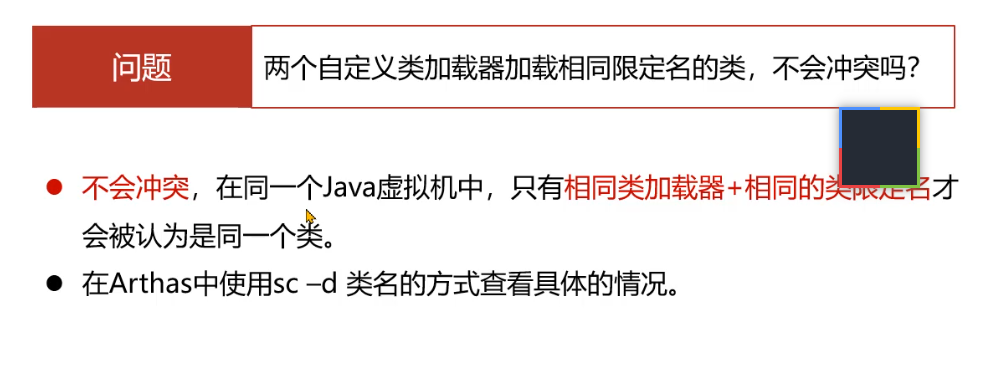 问题
两个自定义类加载器加载相同限定名的类，不会冲突吗？
不会冲突，在同一个Java虚拟机中，只有相同类加载器+相同的类限定名才
会被认为是同一个类。
在Arthas中使用sc –d 类名的方式查看具体的情况。